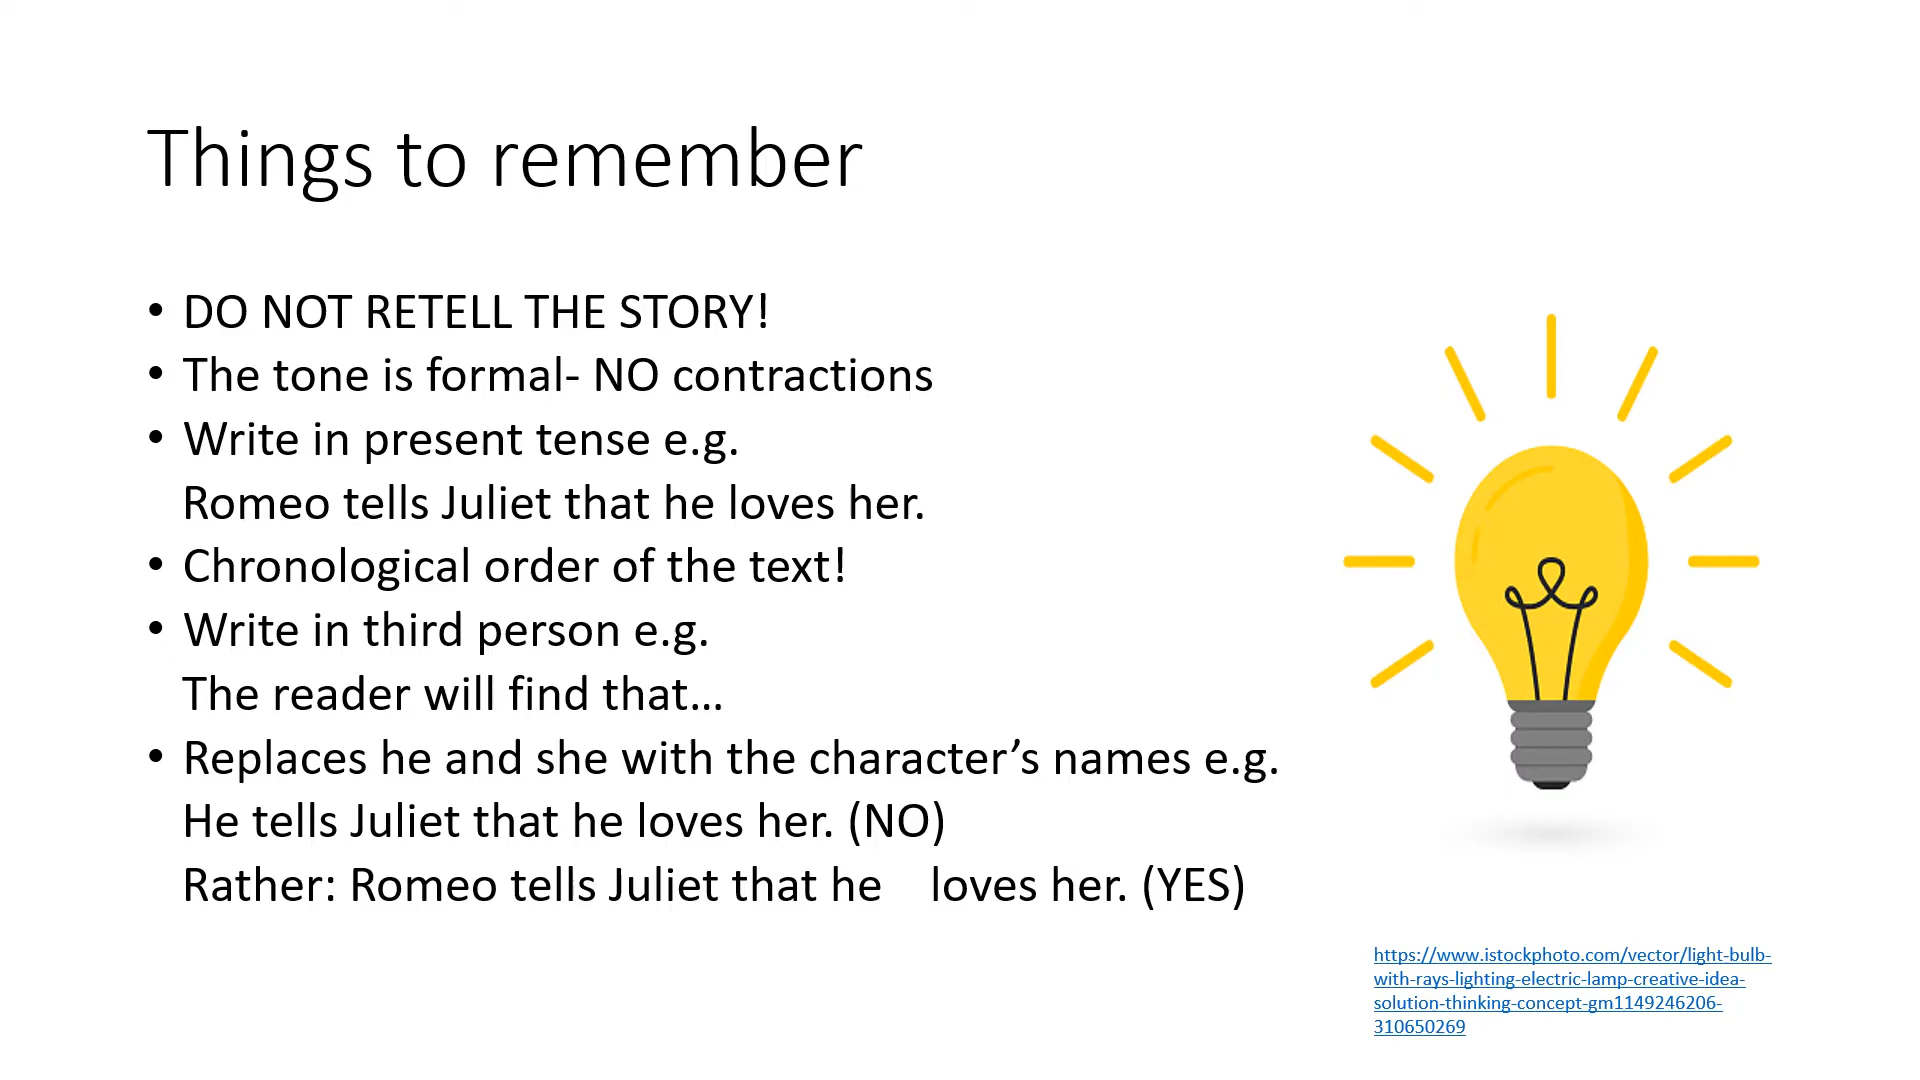 Things to remember
• DO NOT RETELL THE STORY!
• The tone is formal- NO contractions
• Write in present tense e.g.
Romeo tells Juliet that he loves her.
• Chronological order of the text!
• Write in third person e.g.
The reader will find that…
• Replaces he and she with the character’s names e.g.
He tells Juliet that he loves her. (NO)
Rather: Romeo tells Juliet that he    loves her. (YES)
https://www.istockphoto.com/vector/light-bulb-
with-rays-lighting-electric-lamp-creative-idea-
solution-thinking-concept-gm1149246206-
310650269